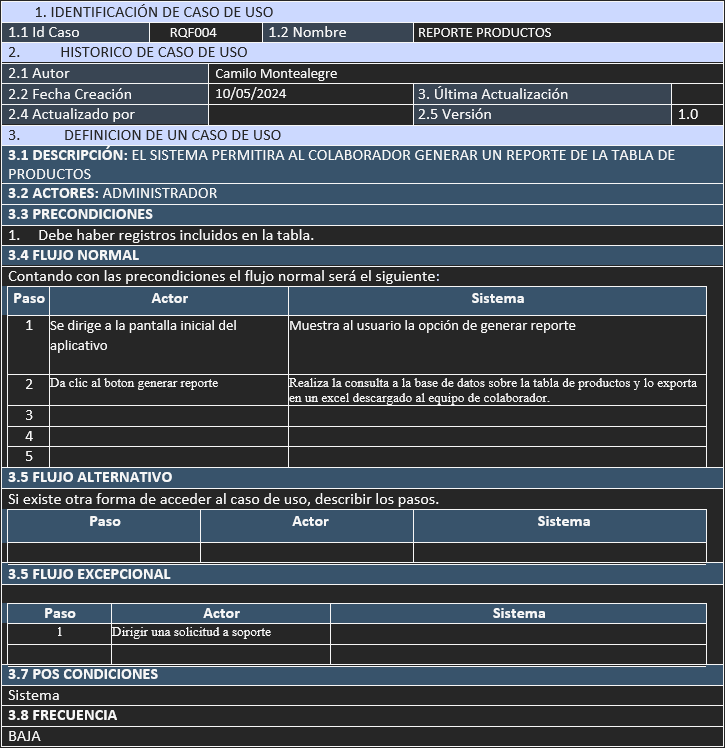 1. IDENTIFICACIÓN DE CASO DE USO
1.1 Id Caso RQF004 1.2 Nombre REPORTE PRODUCTOS
2. HISTORICO DE CASO DE USO
2.1 Autor Camilo Montealegre
2.2 Fecha Creación 10/05/2024 3. Última Actualización
2.4 Actualizado por 2.5 Versión 1.0
3. DEFINICION DE UN CASO DE USO
3.1 DESCRIPCIÓN: EL SISTEMA PERMITIRA AL COLABORADOR GENERAR UN REPORTE DE LA TABLA DE
PRODUCTOS
3.2 ACTORES: ADMINISTRADOR
3.3 PRECONDICIONES
1. Debe haber registros incluidos en la tabla.
3.4 FLUJO NORMAL
Contando con las precondiciones el flujo normal será el siguiente:
Paso Actor Sistema
1 Se dirige a la pantalla inicial del Muestra al usuario la opción de generar reporte
aplicativo
2 Da clic al boton generar reporte Realiza la consulta a la base de datos sobre la tabla de productos y lo exporta
en un excel descargado al equipo de colaborador.
3
4
5
3.5 FLUJO ALTERNATIVO
Si existe otra forma de acceder al caso de uso, describir los pasos.
Paso Actor Sistema
3.5 FLUJO EXCEPCIONAL
Paso Actor Sistema
1 Dirigir una solicitud a soporte
3.7 POS CONDICIONES
Sistema
3.8 FRECUENCIA
BAJA